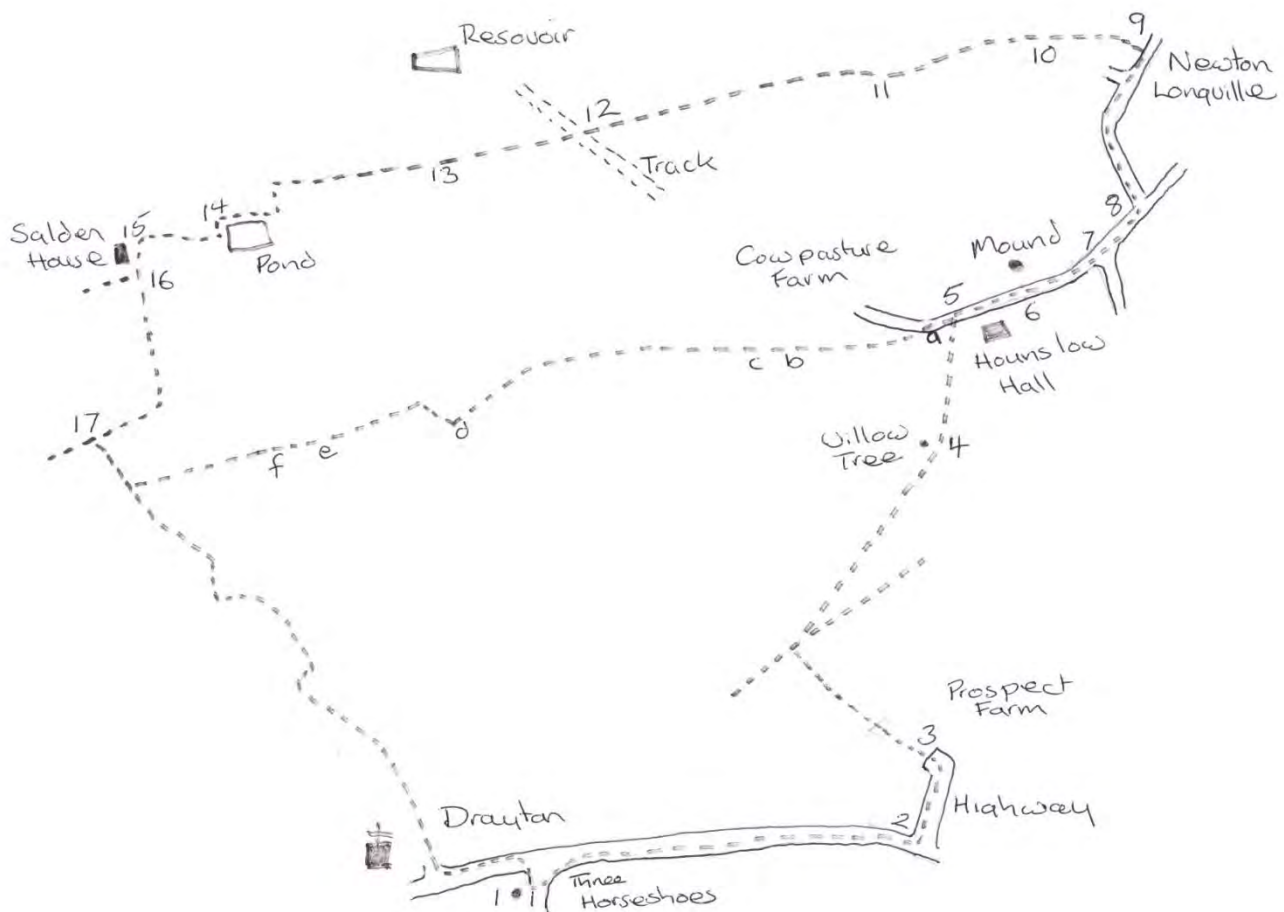 Resovoir
9
10
Newton
Lonquville
11
12
Track
13
14
15
Salden
House
Pond
16
8
Mound
7
Cowpasture
Farm
5
6
a
Hounslow
Hall
c b
17
d
Willow
Tree
4
f e
Prospect
Farm
3
Highway
2
Drayton
Three
Horseshoes
1